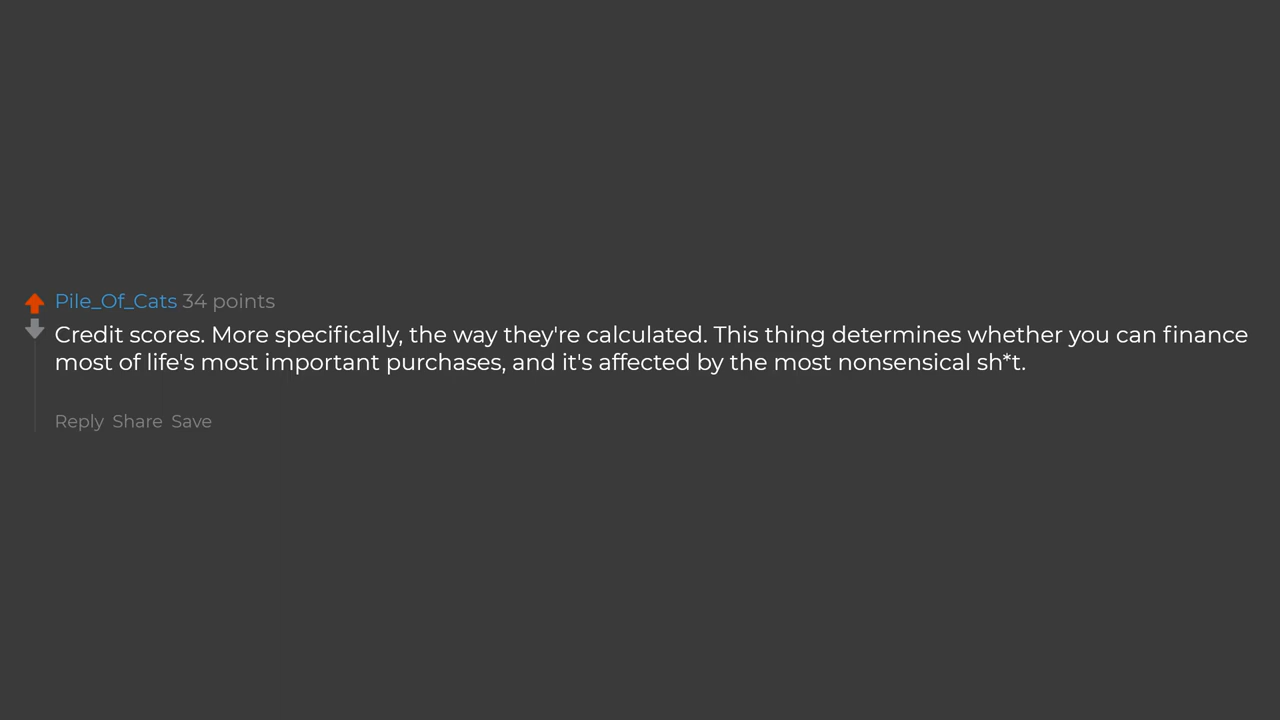 Pile_Of_Cats 34 points
Credit scores. More specifically, the way they're calculated. This thing determines whether you can finance
most of life's most important purchases, and it's affected by the most nonsensical sh*t.
Reply Share Save